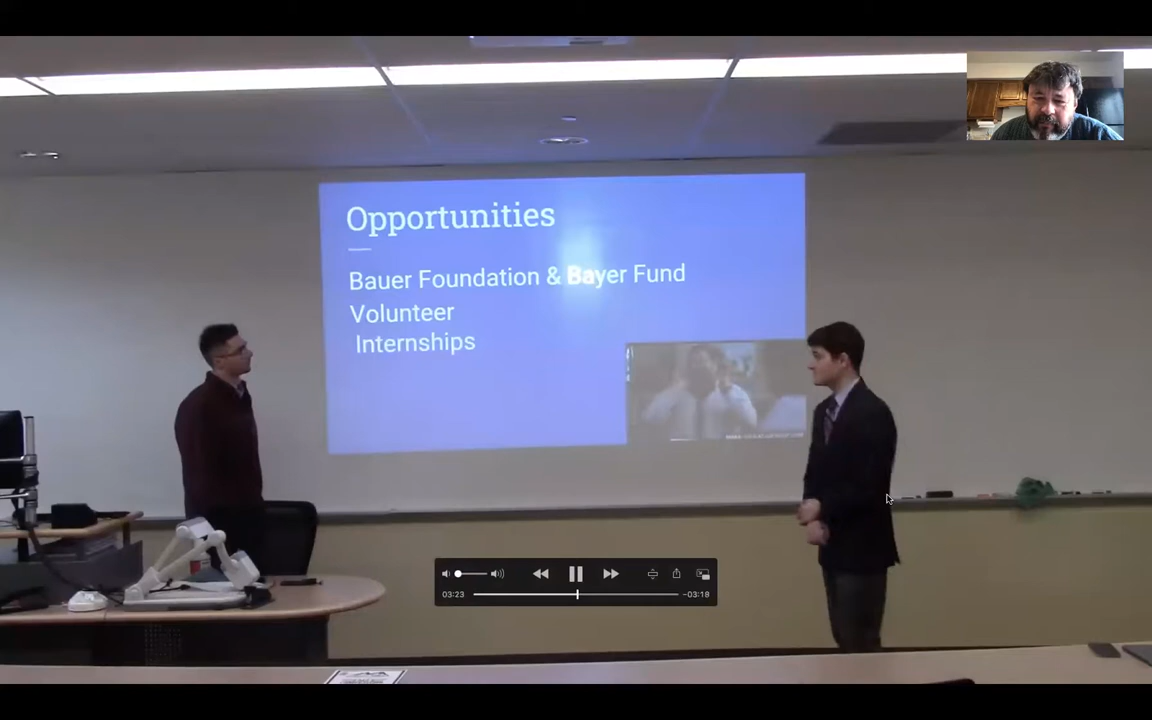 Opportunities
Bauer Foundation & Bayer Fund
Volunteer
Internships
03:23
-03:18